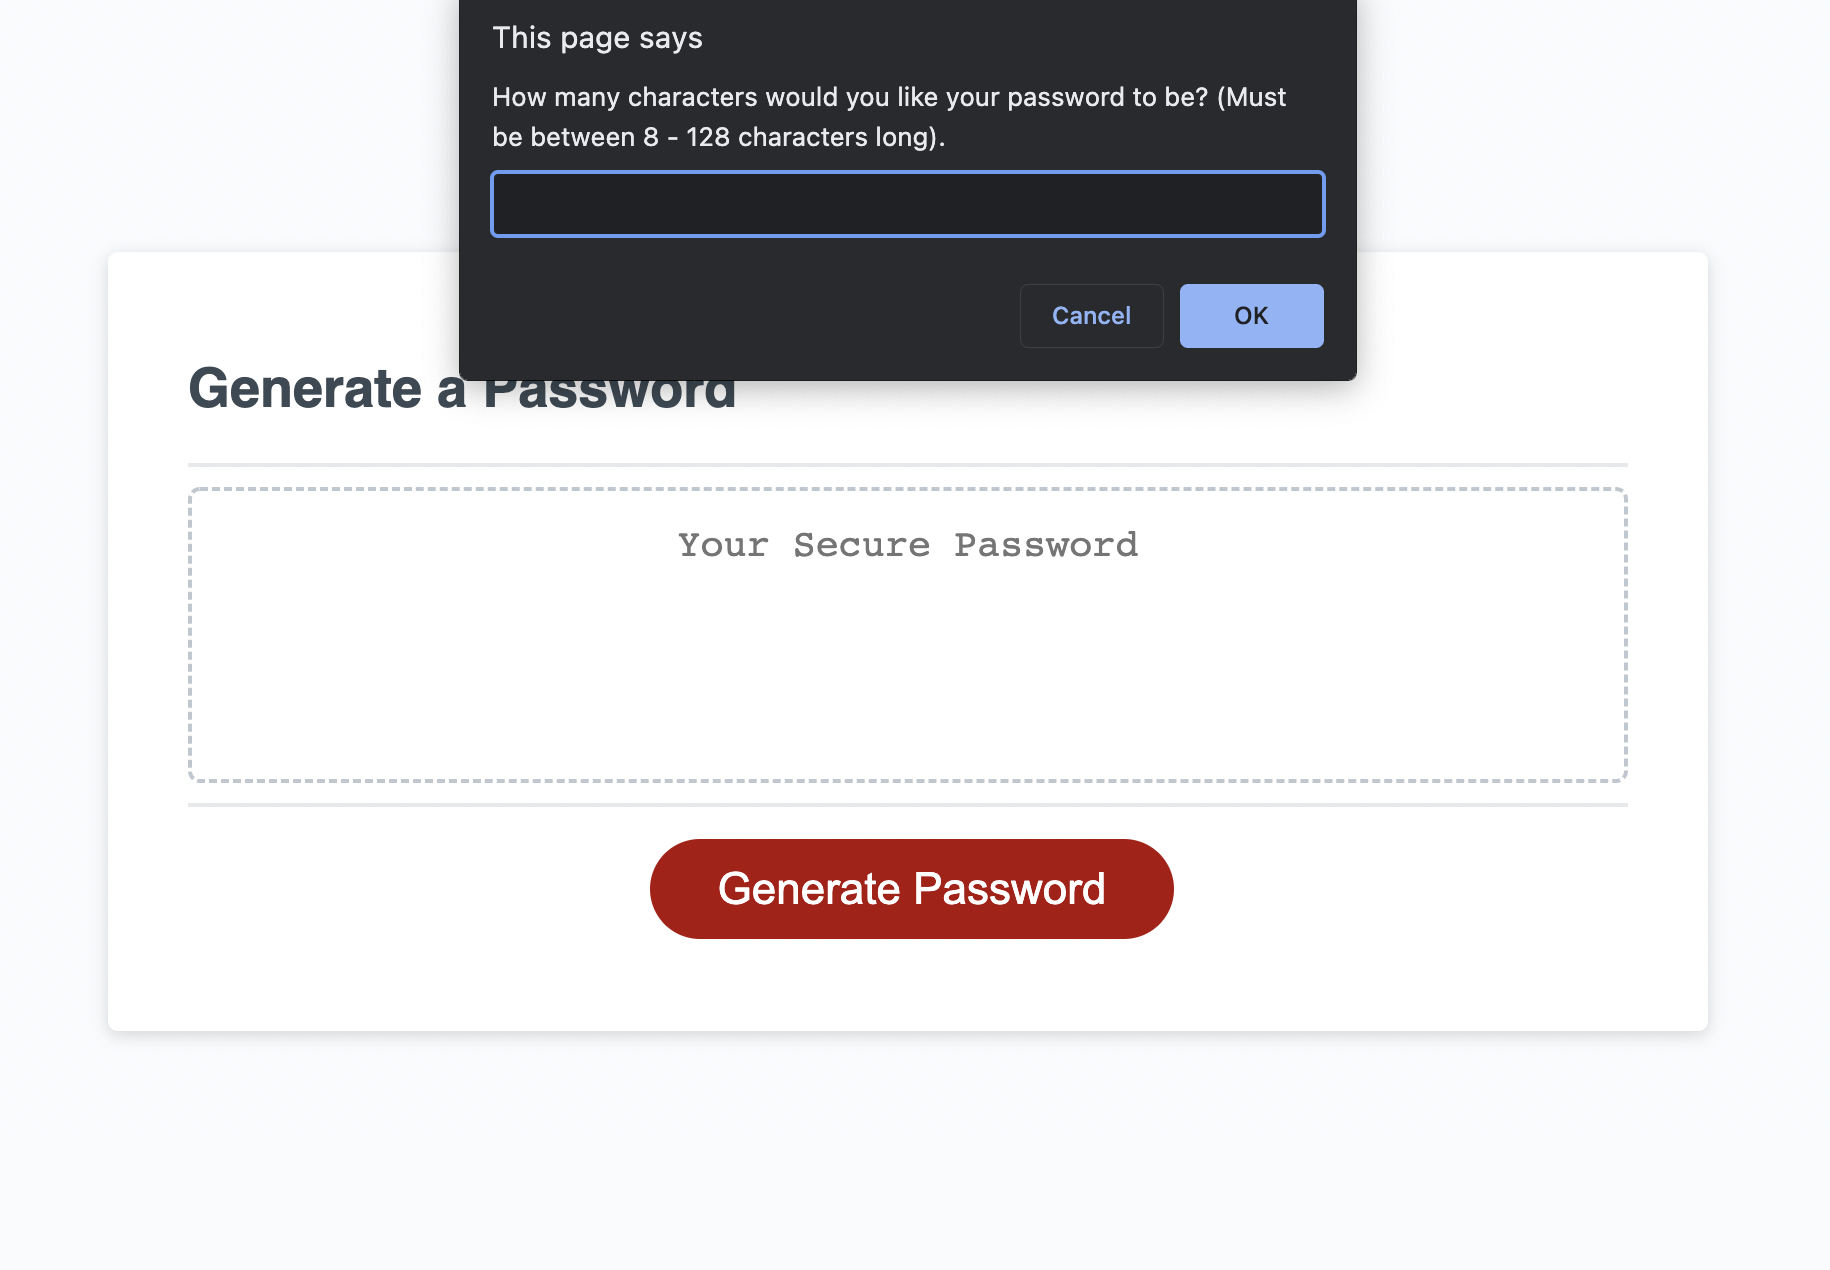 This page says
How many characters would you like your password to be? (Must
be between 8 - 128 characters long).
Cancel
OK
Generate a Password
Your Secure Password
Generate Password